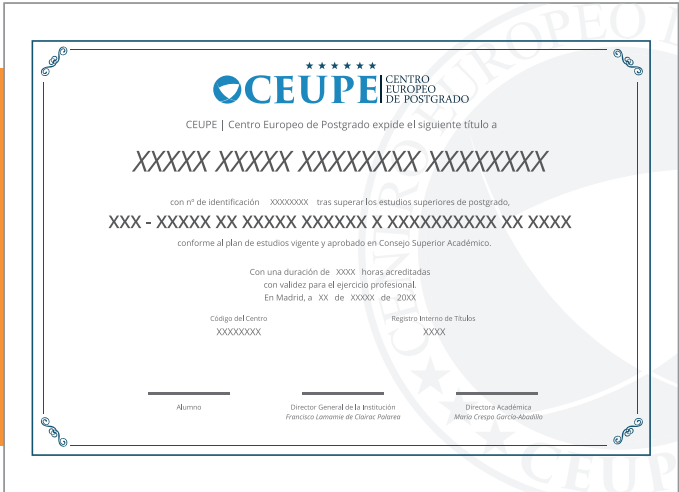 CEUPE CENTRO EUROPEO DE POSTGRADO
CEUPE | Centro Europeo de Postgrado expide el siguiente título a
XXXXX XXXXX XXXXXXXX XXXXXXXX
con nº de identificación XXXXXXXX tras superar los estudios superiores de postgrado,
XXX - XXXXX XX XXXXX XXXXXX X XXXXXXXXXX XX XXXX
conforme al plan de estudios vigente y aprobado en Consejo Superior Académico.
Con una duración de XXXX horas acreditadas
con validez para el ejercicio profesional.
En Madrid, a XX de XXXXX de 20XX
Código del Centro Registro Interno de Títulos
XXXXXXXX XXXX
Alumno Director General de la Institución Directora Académica
Francisco Lamamie de Clairac Palarea María Crespo García-Abadillo
CENTRO EUROPEO
CEUP